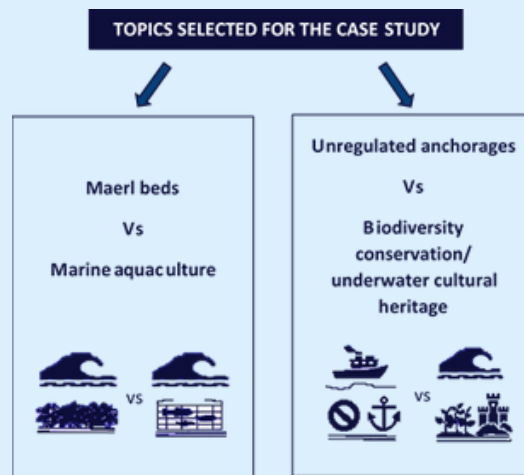 TOPICS SELECTED FOR THE CASE STUDY
Maerl beds
Vs
Marine aquaculture
vs
Unregulated anchorages
Vs
Biodiversity
conservation/
underwater cultural
heritage
vs